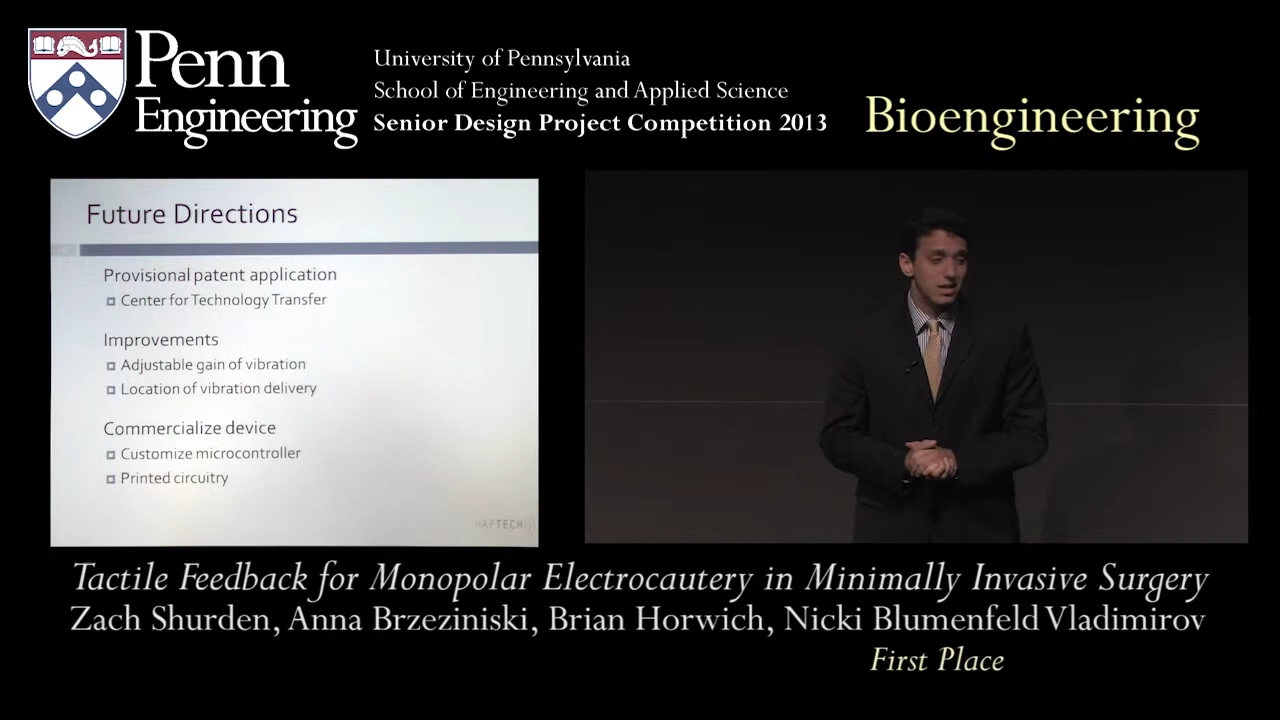 Penn
Engineering
University of Pennsylvania
School of Engineering and Applied Science
Senior Design Project Competition 2013
Bioengineering
Future Directions
Provisional patent application
Center for Technology Transfer
Improvements
Adjustable gain of vibration
Location of vibration delivery
Commercialize device
Customize microcontroller
Printed circuitry
HAPTECH
Tactile Feedback for Monopolar Electrocautery in Minimally Invasive Surgery
Zach Shurden, Anna Brzeziniski, Brian Horwich, Nicki Blumenfeld Vladimirov
First Place